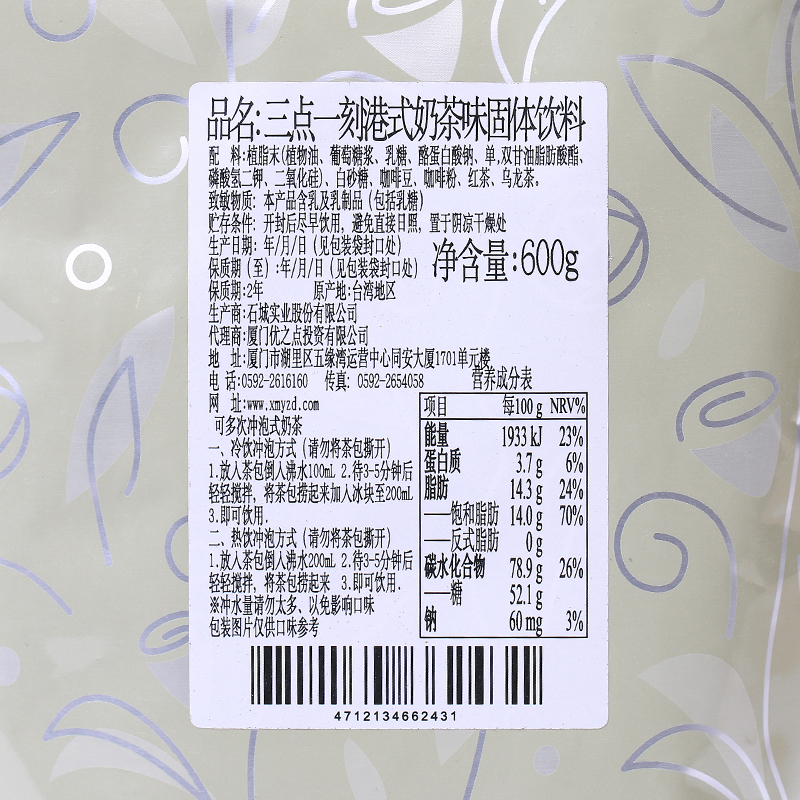 品名:三点一刻港式奶茶味固体饮料
配 料:植脂末(植物油、葡萄糖浆、乳糖、酪蛋白酸钠、单,双甘油脂肪酸酯、
磷酸氢二钾、二氧化硅)、白砂糖、咖啡豆、咖啡粉、红茶、乌龙茶。
致敏物质: 本产品含乳及乳制品（包括乳糖）
贮存条件: 开封后尽早饮用, 避免直接日照, 置于阴凉干燥处
生产日期: 年/月/日（见包装袋封口处）
保质期（至）:年/月/日（见包装袋封口处）
净含量:600g
保质期:2年 原产地:台湾地区
生产商:石城实业股份有限公司
代理商:厦门优之点投资有限公司
地 址:厦门市湖里区五缘湾运营中心同安大厦1701单元楼
电 话:0592-2616160 传真: 0592-2654058
网 址:www.xmyzd.com
可多次冲泡式奶茶
一、冷饮冲泡方式（请勿将茶包撕开）
1.放入茶包倒入沸水100mL 2.待3-5分钟后
轻轻搅拌, 将茶包捞起来加入冰块至200mL
3.即可饮用.
二、热饮冲泡方式（请勿将茶包撕开）
1.放入茶包倒入沸水200mL 2.待3-5分钟后
轻轻搅拌, 将茶包捞起来 3.即可饮用.
※冲水量请勿太多、以免影响口味
包装图片仅供口味参考
营养成分表
项目 每100 g NRV%
能量 1933 kJ 23%
蛋白质 3.7 g 6%
脂肪 14.3 g 24%
——饱和脂肪 14.0 g 70%
——反式脂肪 0 g
碳水化合物 78.9 g 26%
——糖 52.1 g
钠 60 mg 3%
4712134662431